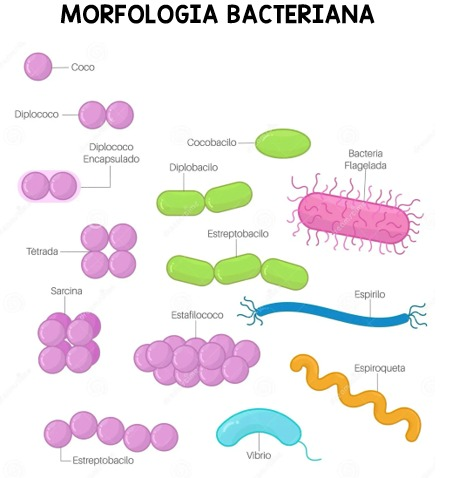 MORFOLOGIA BACTERIANA
Coco
Diplococo
Diplococo
Encapsulado
Cocobacilo
Diplobacilo
Bacteria
Flagelada
Tétrada
Estreptobacilo
Sarcina
Espirilo
Estafilococo
Espiroqueta
Estreptobacilo
Vibrio